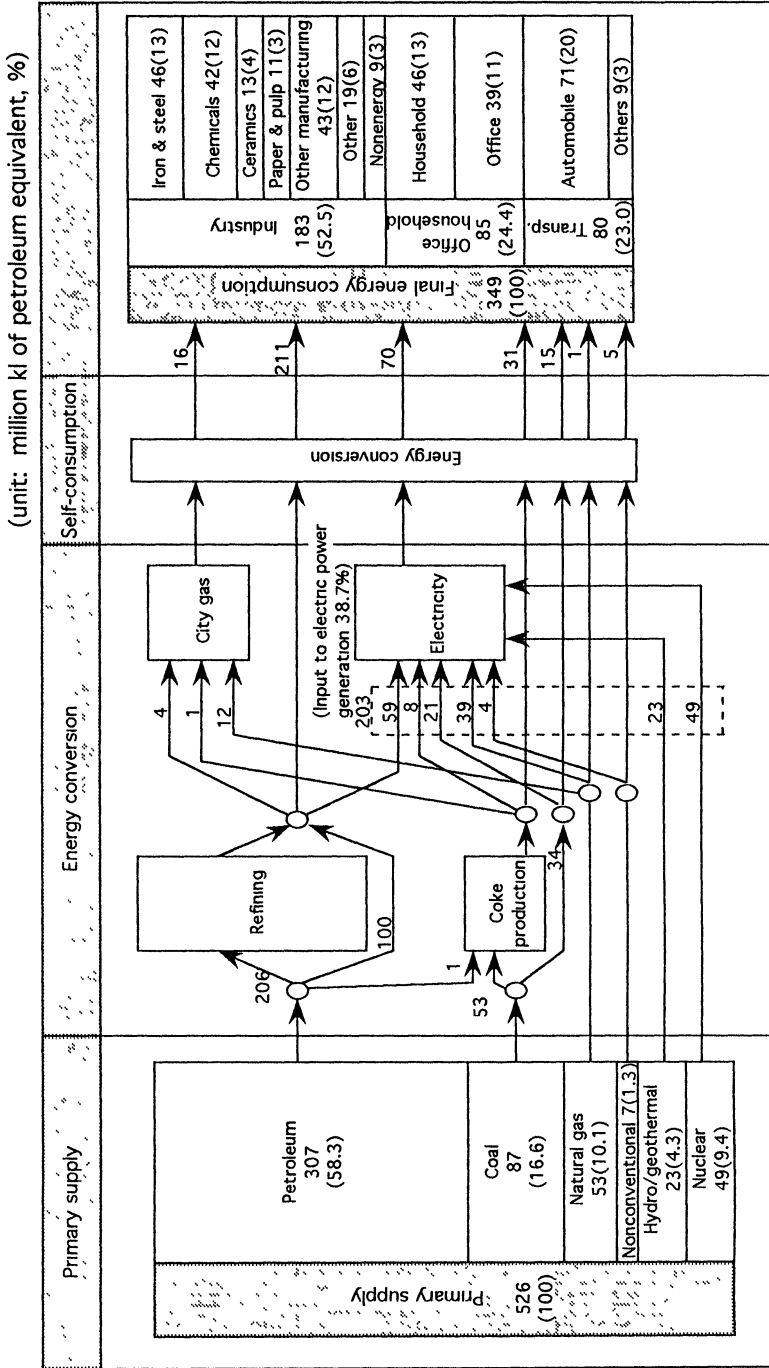 (unit: million kl of petroleum equivalent, %)
Primary supply
Energy conversion
Self-consumption
Primary supply
526
(100)
Petroleum
307
(58.3)
Coal
87
(16.6)
Natural gas
53(10.1)
Nonconventional 7(1.3)
Hydro/geothermal
23(4.3)
Nuclear
49(9.4)
206
100
1
53
34
Refining
Coke
production
4
1
12
(Input to electric power
generation 38.7%)
203
59
8
21
39
4
23
49
City gas
Electricity
Energy conversion
16
211
70
31
15
1
5
Final energy consumption
349
(100)
Industry
183
(52.5)
Office
household
85
(24.4)
Transp.
80
(23.0)
Iron & steel 46(13)
Chemicals 42(12)
Ceramics 13(4)
Paper & pulp 11(3)
Other manufacturing
43(12)
Other 19(6)
Nonenergy 9(3)
Household 46(13)
Office 39(11)
Automobile 71(20)
Others 9(3)